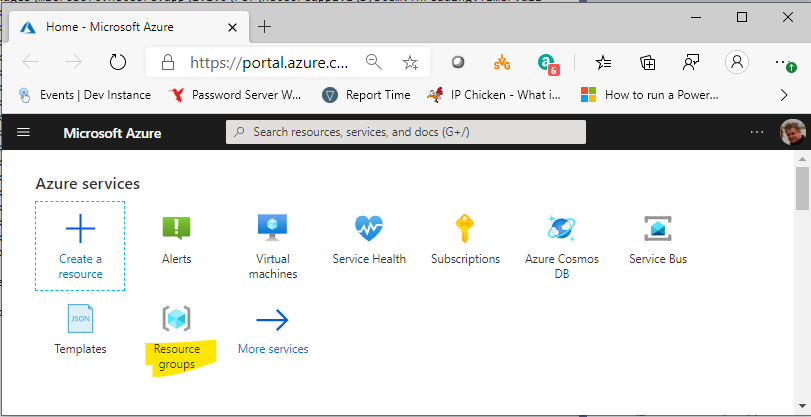 Home - Microsoft Azure
https://portal.azure.c...
6
Events | Dev Instance
Password Server W...
Report Time
IP Chicken - What i...
How to run a Power...
Microsoft Azure
Search resources, services, and docs (G+/)
Azure services
Create a
resource
Alerts
Virtual
machines
Service Health
Subscriptions
Azure Cosmos
DB
Service Bus
JSON
Templates
Resource
groups
More services